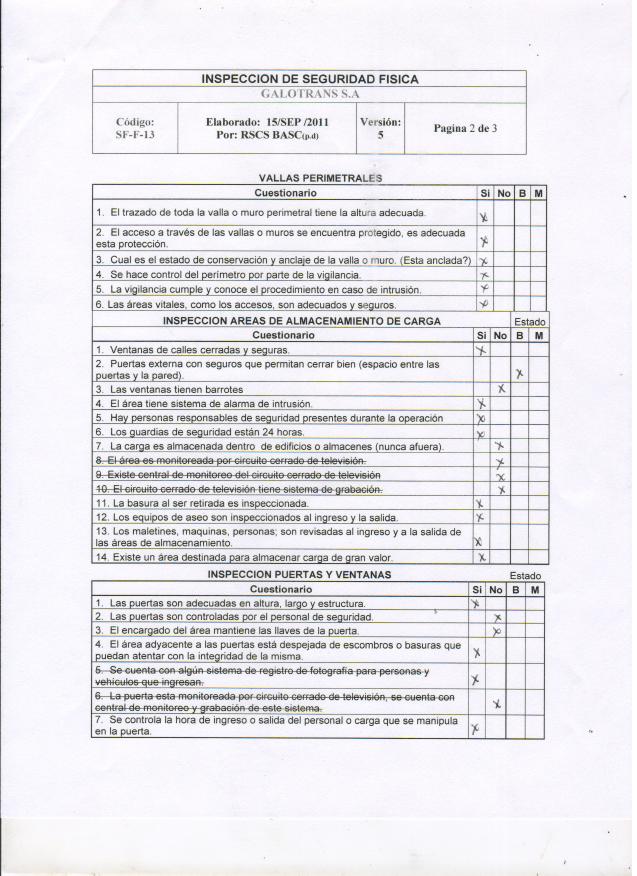 INSPECCION DE SEGURIDAD FISICA
GALOTRANS S.A
Código:
SF-F-13
Elaborado: 15/SEP /2011
Por: RSCS BASC(p.d)
Versión:
5
Pagina 2 de 3
VALLAS PERIMETRALES
Cuestionario Si No B M
1. El trazado de toda la valla o muro perimetral tiene la altura adecuada. x
2. El acceso a través de las vallas o muros se encuentra protegido, es adecuada
esta protección. x
3. Cual es el estado de conservación y anclaje de la valla o muro. (Esta anclada?) x
4. Se hace control del perímetro por parte de la vigilancia. x
5. La vigilancia cumple y conoce el procedimiento en caso de intrusión. x
6. Las áreas vitales, como los accesos, son adecuados y seguros. x
INSPECCION AREAS DE ALMACENAMIENTO DE CARGA Estado
Cuestionario Si No B M
1. Ventanas de calles cerradas y seguras. x
2. Puertas externa con seguros que permitan cerrar bien (espacio entre las
puertas y la pared). x
3. Las ventanas tienen barrotes x
4. El área tiene sistema de alarma de intrusión. x
5. Hay personas responsables de seguridad presentes durante la operación x
6. Los guardias de seguridad están 24 horas. x
7. La carga es almacenada dentro de edificios o almacenes (nunca afuera). x
8. El área es monitoreada por circuito cerrado de televisión. x
9. Existe central de monitoreo del circuito cerrado de televisión x
10. El circuito cerrado de televisión tiene sistema de grabación. x
11. La basura al ser retirada es inspeccionada. x
12. Los equipos de aseo son inspeccionados al ingreso y la salida. x
13. Los maletines, maquinas, personas; son revisadas al ingreso y a la salida de
las áreas de almacenamiento. x
14. Existe un área destinada para almacenar carga de gran valor. x
INSPECCION PUERTAS Y VENTANAS Estado
Cuestionario Si No B M
1. Las puertas son adecuadas en altura, largo y estructura. x
2. Las puertas son controladas por el personal de seguridad. x
3. El encargado del área mantiene las llaves de la puerta. x
4. El área adyacente a las puertas está despejada de escombros o basuras que
puedan atentar con la integridad de la misma. x
5. Se cuenta con algún sistema de registro de fotografía para personas y
vehículos que ingresan. x
6. La puerta esta monitoreada por circuito cerrado de televisión, se cuenta con
central de monitoreo y grabación de este sistema. x
7. Se controla la hora de ingreso o salida del personal o carga que se manipula
en la puerta. x